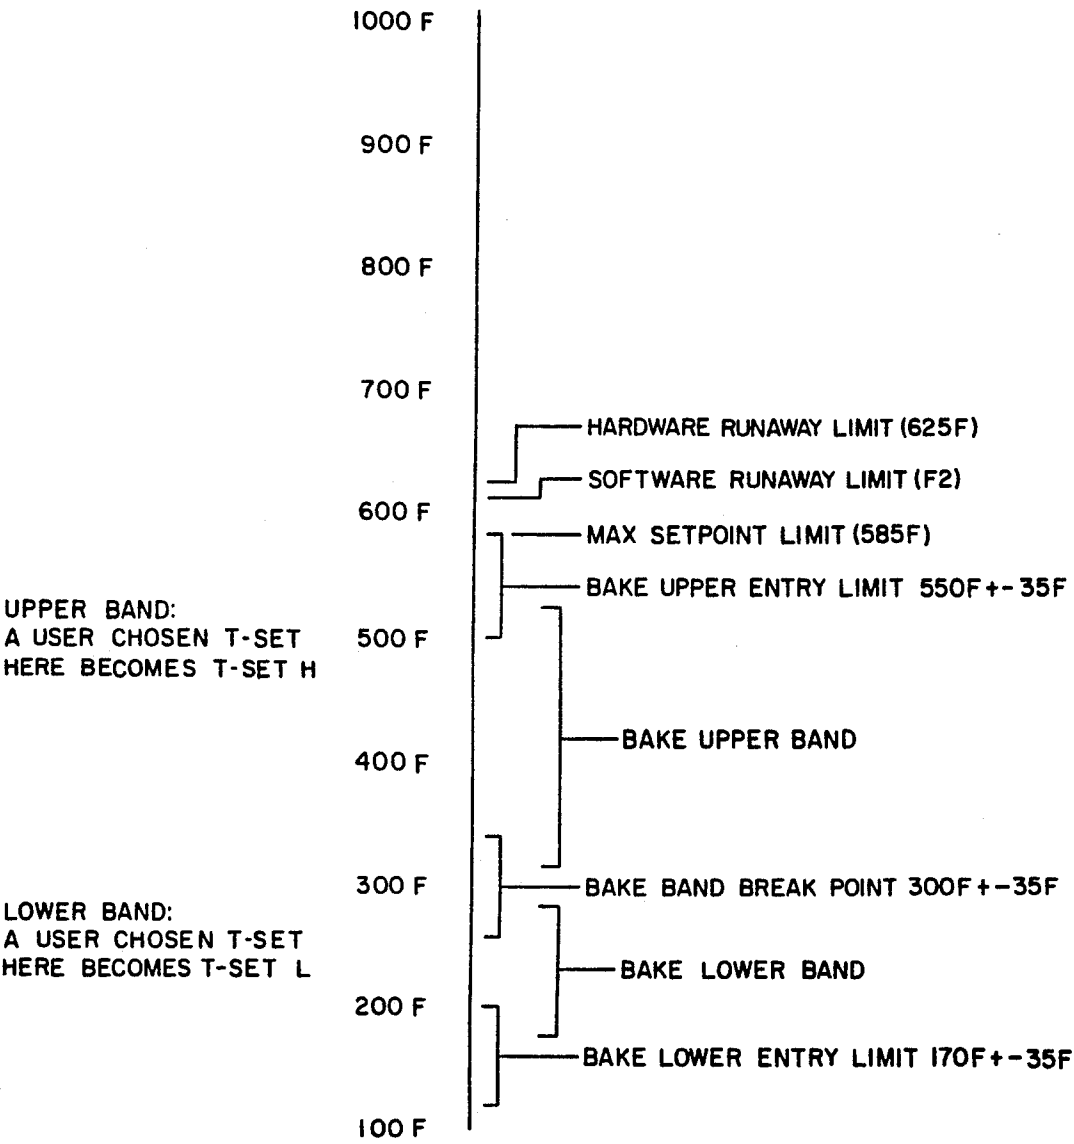 1000 F
900 F
800 F
700 F
HARDWARE RUNAWAY LIMIT (625F)
SOFTWARE RUNAWAY LIMIT (F2)
600 F
MAX SETPOINT LIMIT (585F)
BAKE UPPER ENTRY LIMIT 550F+-35F
UPPER BAND:
A USER CHOSEN T-SET
HERE BECOMES T-SET H
500 F
BAKE UPPER BAND
400 F
300 F
BAKE BAND BREAK POINT 300F+-35F
LOWER BAND:
A USER CHOSEN T-SET
HERE BECOMES T-SET L
BAKE LOWER BAND
200 F
BAKE LOWER ENTRY LIMIT 170F+-35F
100 F